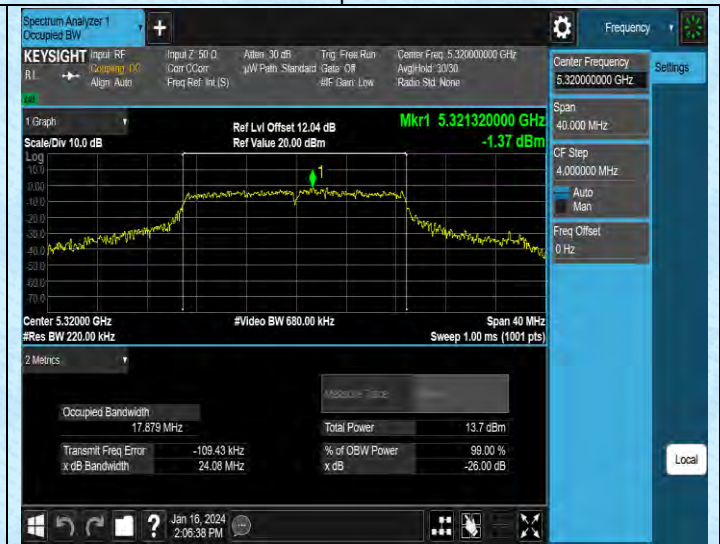 Spectrum Analyzer 1
Occupied BW
Frequency
KEYSIGHT Input: RF
Coupling: DC
Align: Auto
RL
Input Z: 50 Ω
Corr CCorr
Freq Ref: Int (S)
Atten: 30 dB
µW Path: Standard
Trig: Free Run
Gate: Off
#IF Gain: Low
Center Freq: 5.320000000 GHz
Avg|Hold: 30/30
Radio Std: None
Center Frequency
5.320000000 GHz
Settings
Span
40.000 MHz
CF Step
4.000000 MHz
Auto
Man
Freq Offset
0 Hz
1 Graph
Scale/Div 10.0 dB
Ref Lvl Offset 12.04 dB
Ref Value 20.00 dBm
Mkr1 5.321320000 GHz
-1.37 dBm
Log
10.0
0.00
-10.0
-20.0
-30.0
-40.0
-50.0
-60.0
-70.0
1
Center 5.32000 GHz
#Res BW 220.00 kHz
#Video BW 680.00 kHz
Span 40 MHz
Sweep 1.00 ms (1001 pts)
2 Metrics
Measure Trace
Occupied Bandwidth
17.879 MHz
Total Power 13.7 dBm
Transmit Freq Error -109.43 kHz
% of OBW Power 99.00 %
x dB Bandwidth 24.08 MHz
x dB -26.00 dB
Local
?
Jan 16, 2024
2:06:38 PM